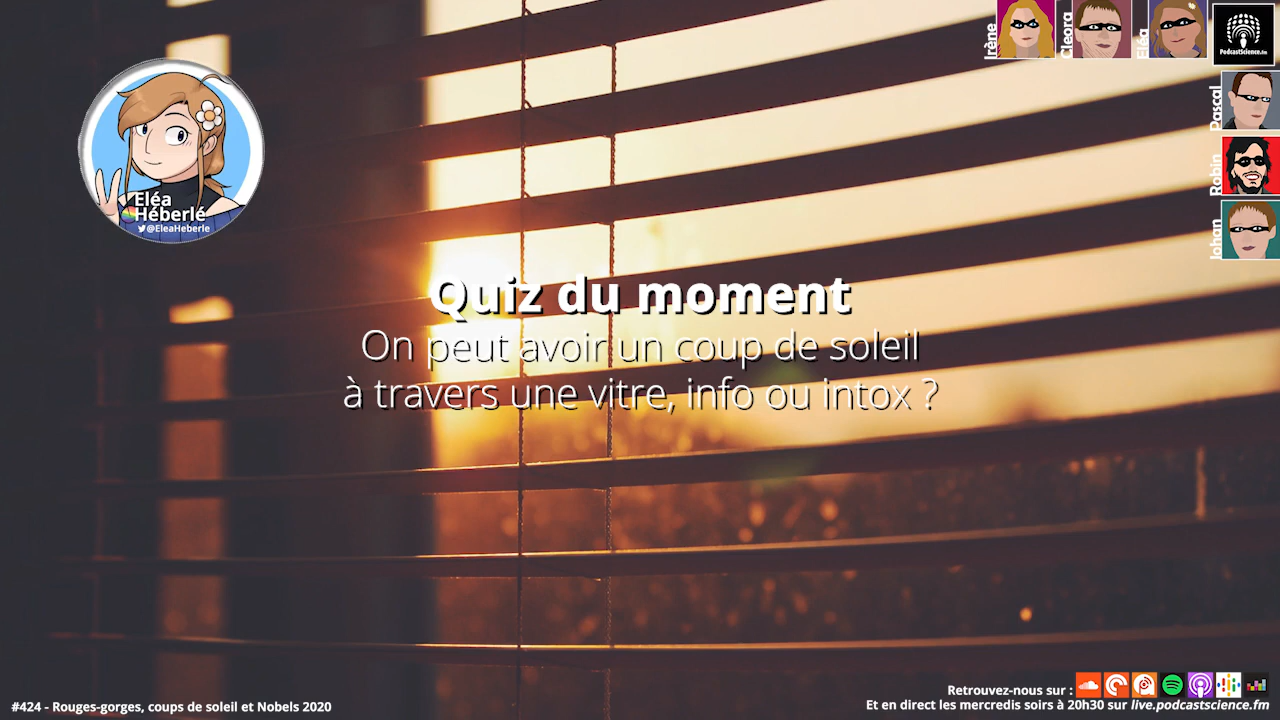 Irène
Cleora
Eléa
PodcastScience.fm
Pascal
Robin
Johan
Eléa
Héberlé
@EleaHeberle
Quiz du moment
On peut avoir un coup de soleil
à travers une vitre, info ou intox ?
Retrouvez-nous sur :
#424 - Rouges-gorges, coups de soleil et Nobels 2020
Et en direct les mercredis soirs à 20h30 sur live.podcastscience.fm